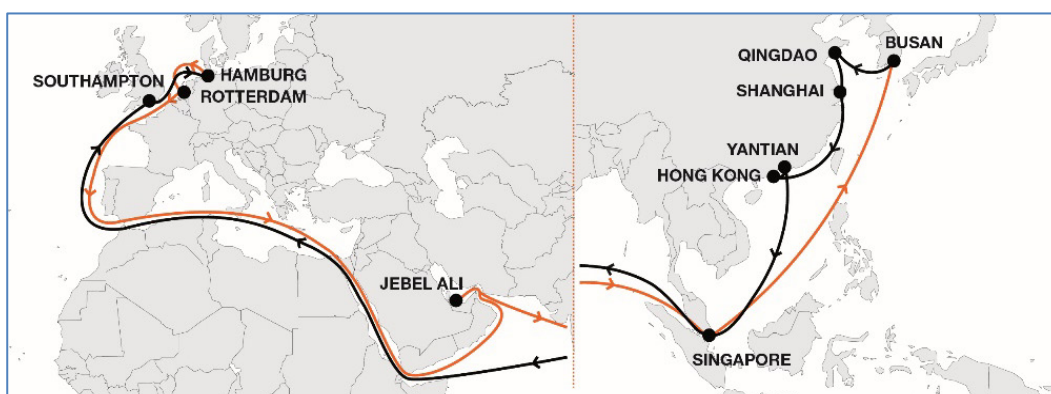 SOUTHAMPTON
HAMBURG
ROTTERDAM
JEBEL ALI
QINGDAO
BUSAN
SHANGHAI
YANTIAN
HONG KONG
SINGAPORE